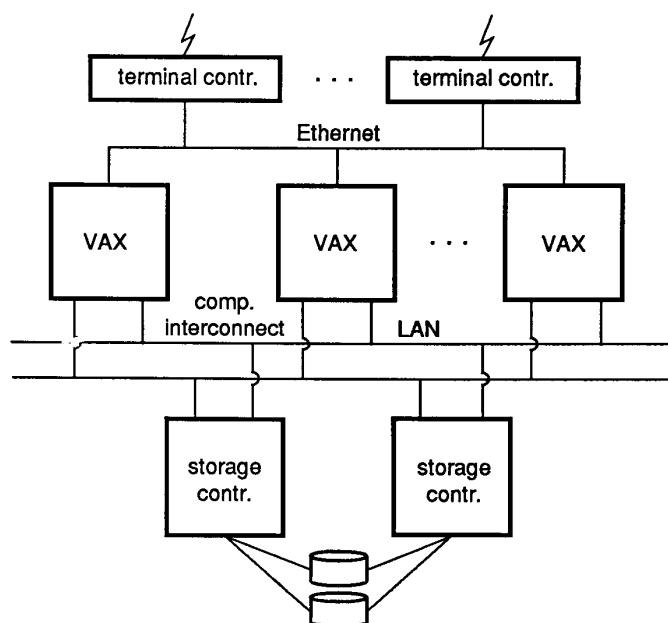 terminal contr. . . . terminal contr.
Ethernet
VAX VAX . . . VAX
comp.
interconnect LAN
storage
contr.
storage
contr.